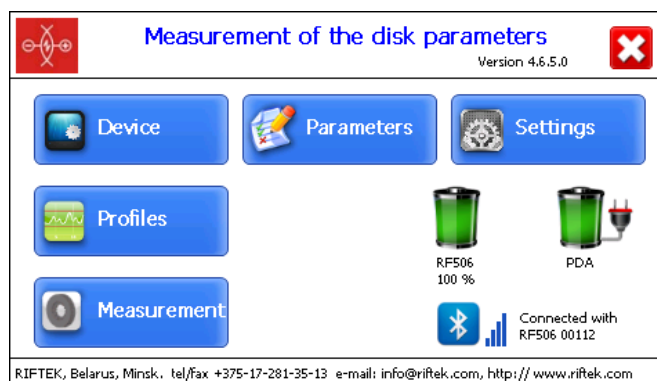 Measurement of the disk parameters
Version 4.6.5.0
Device
Parameters
Settings
Profiles
RF506
100 %
PDA
Measurement
Connected with
RF506 00112
RIFTEK, Belarus, Minsk. tel/fax +375-17-281-35-13 e-mail: info@riftek.com, http:// www.riftek.com